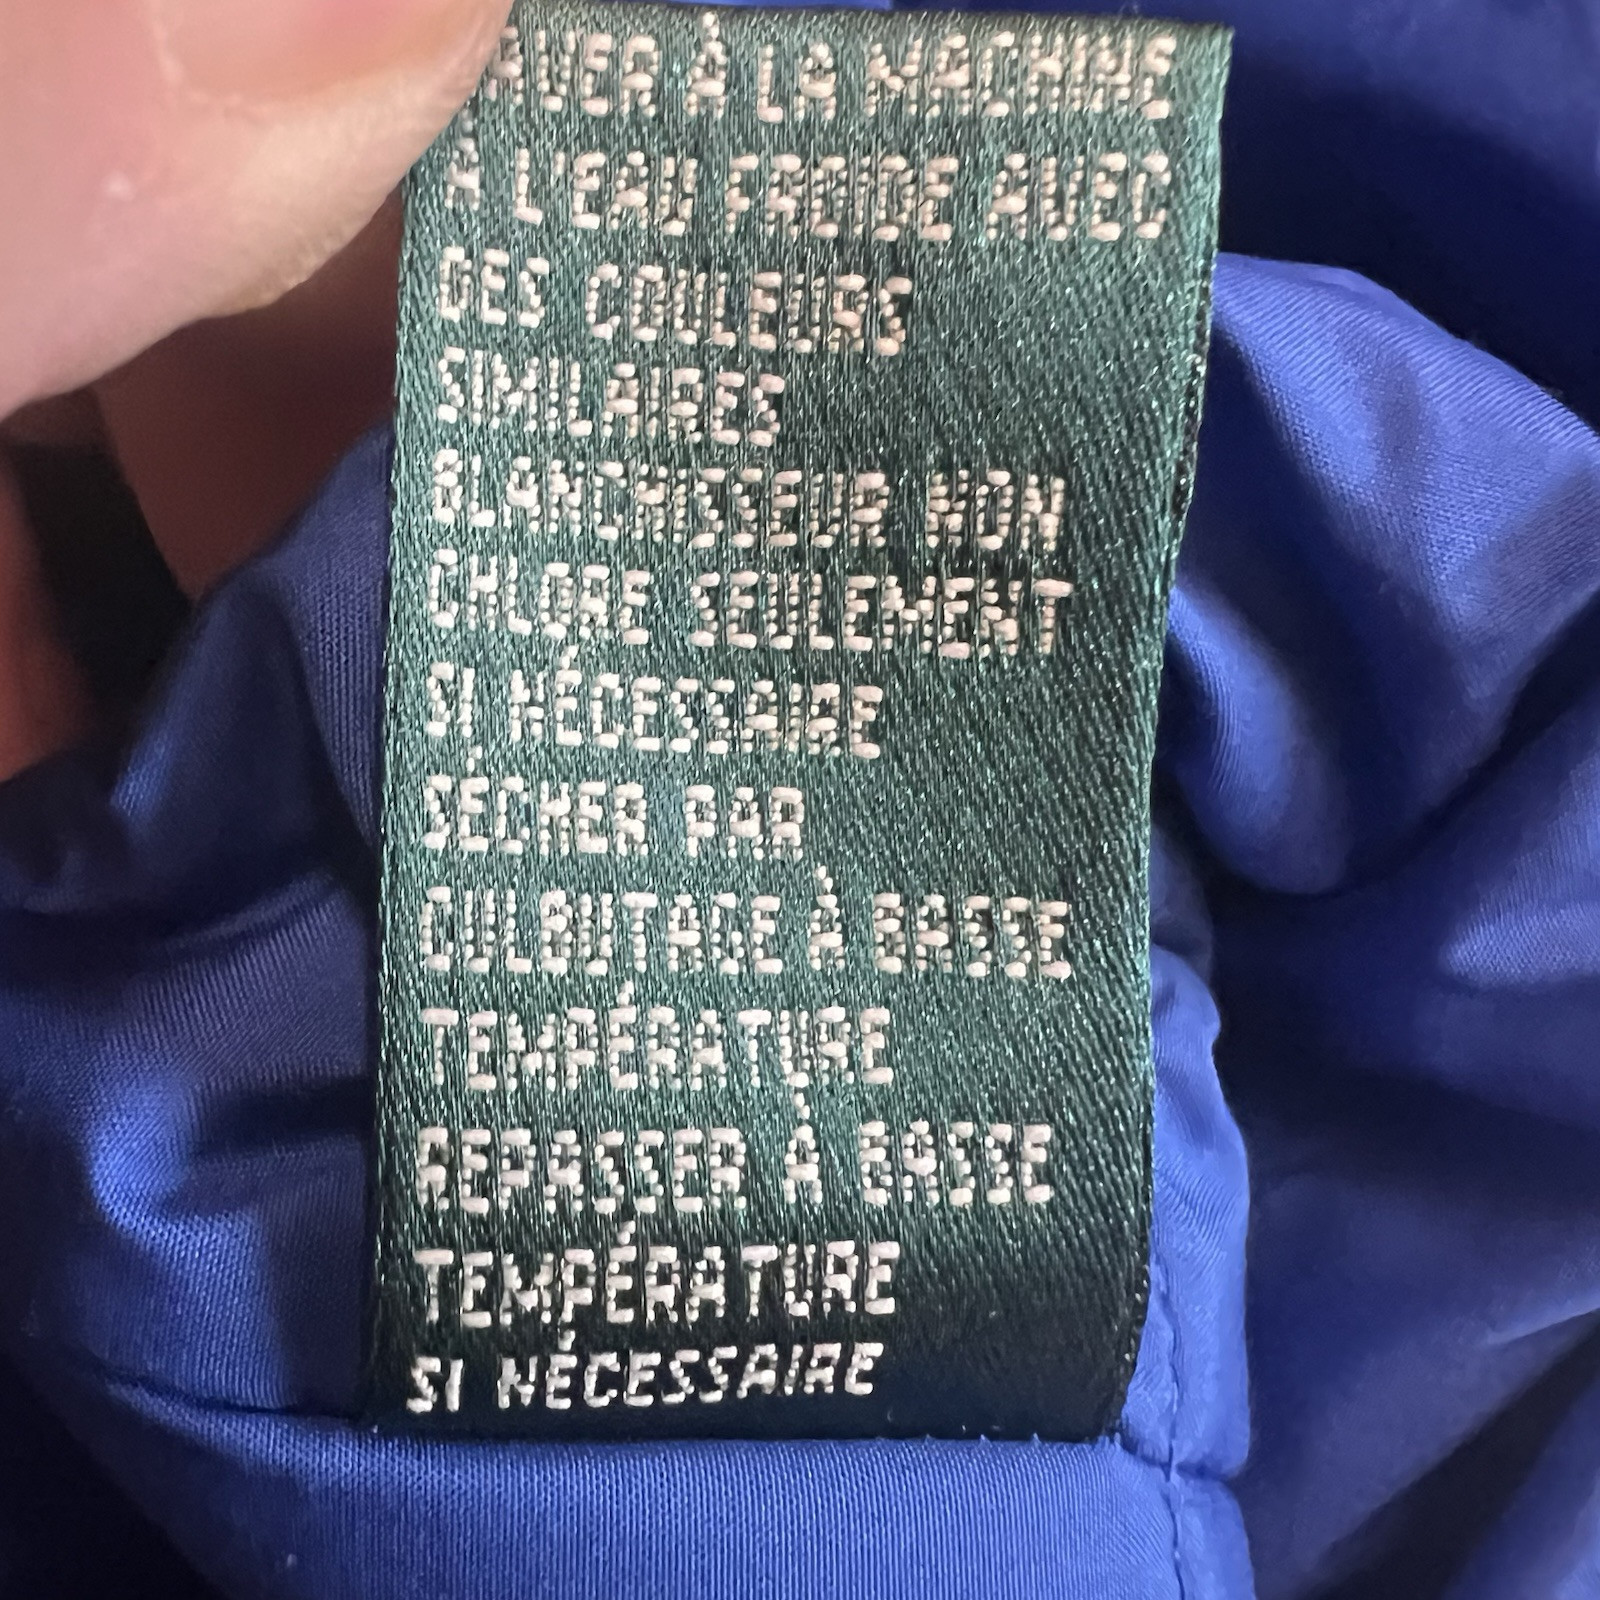 LAVER À LA MACHINE
À L'EAU FROIDE AVEC
DES COULEURS
SIMILAIRES
BLANCHISSEUR NON
CHLORE SEULEMENT
SI NÉCESSAIRE
SÉCHER PAR
CULBUTAGE À BASSE
TEMPÉRATURE
REPASSER À BASSE
TEMPÉRATURE
SI NÉCESSAIRE